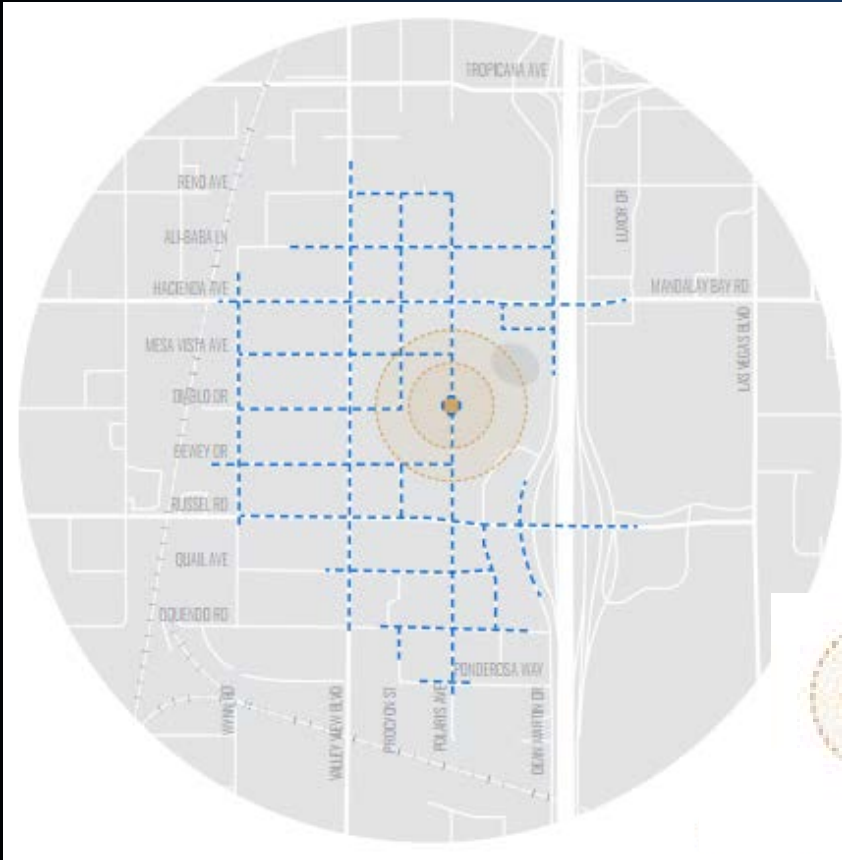 TROPICANA AVE
RENO AVE
LUXOR DR
ALI-BABA LN
HACIENDA AVE
MANDALAY BAY RD
LAS VEGAS BLVD
MESA VISTA AVE
DIABLO DR
DEWEY DR
RUSSEL RD
QUAIL AVE
OQUENDO RD
PONDEROSA WAY
WYNN RD
VALLEY VIEW BLVD
PROCYON ST
POLARIS AVE
DEAN MARTIN DR